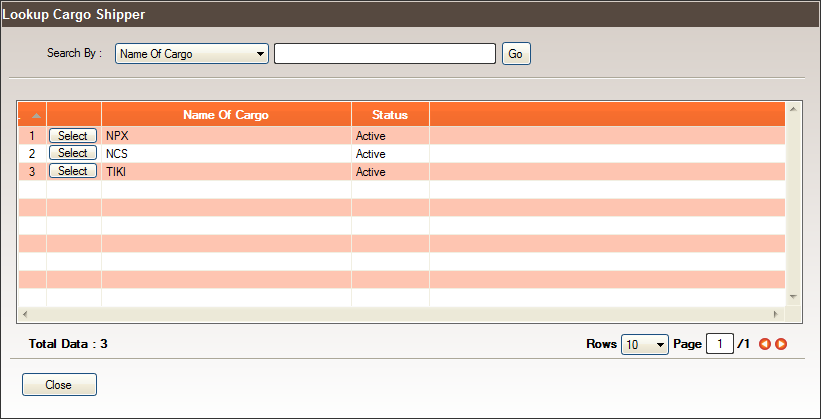 Lookup Cargo Shipper
Search By : Name Of Cargo Go
Name Of Cargo Status
1 Select NPX Active
2 Select NCS Active
3 Select TIKI Active
Total Data : 3 Rows 10 Page 1 /1
Close